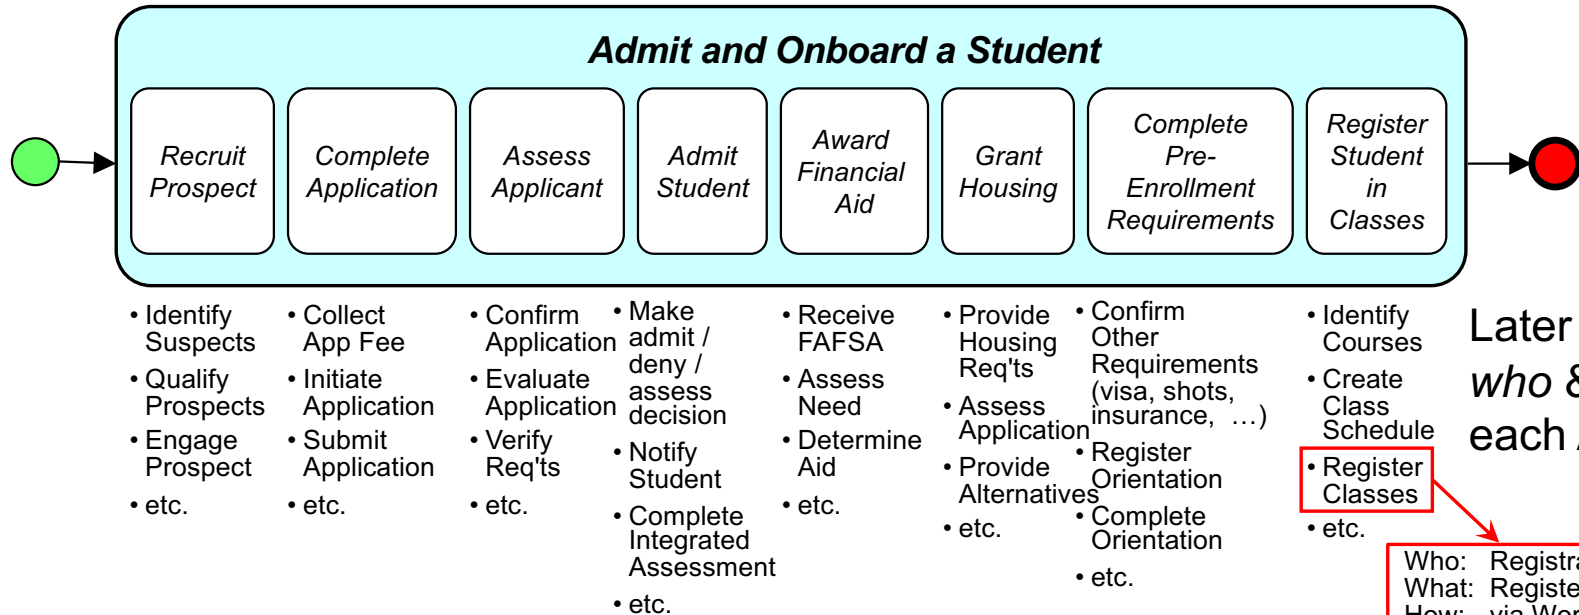 Admit and Onboard a Student
Recruit
Prospect
Complete
Application
Assess
Applicant
Admit
Student
Award
Financial
Aid
Grant
Housing
Complete
Pre-
Enrollment
Requirements
Register
Student
in
Classes
• Identify
Suspects
• Qualify
Prospects
• Engage
Prospect
• etc.
• Collect
App Fee
• Initiate
Application
• Submit
Application
• etc.
• Confirm
Application
• Evaluate
Application
• Verify
Req'ts
• etc.
• Make
admit /
deny /
assess
decision
• Notify
Student
• Complete
Integrated
Assessment
• etc.
• Receive
FAFSA
• Assess
Need
• Determine
Aid
• etc.
• Provide
Housing
Req'ts
• Assess
Application
• Provide
Alternatives
• etc.
• Confirm
Other
Requirements
(visa, shots,
insurance, …)
• Register
Orientation
• Complete
Orientation
• etc.
• Identify
Courses
• Create
Class
Schedule
• Register
Classes
• etc.
Later
who &
each
Who:
What:
How: via